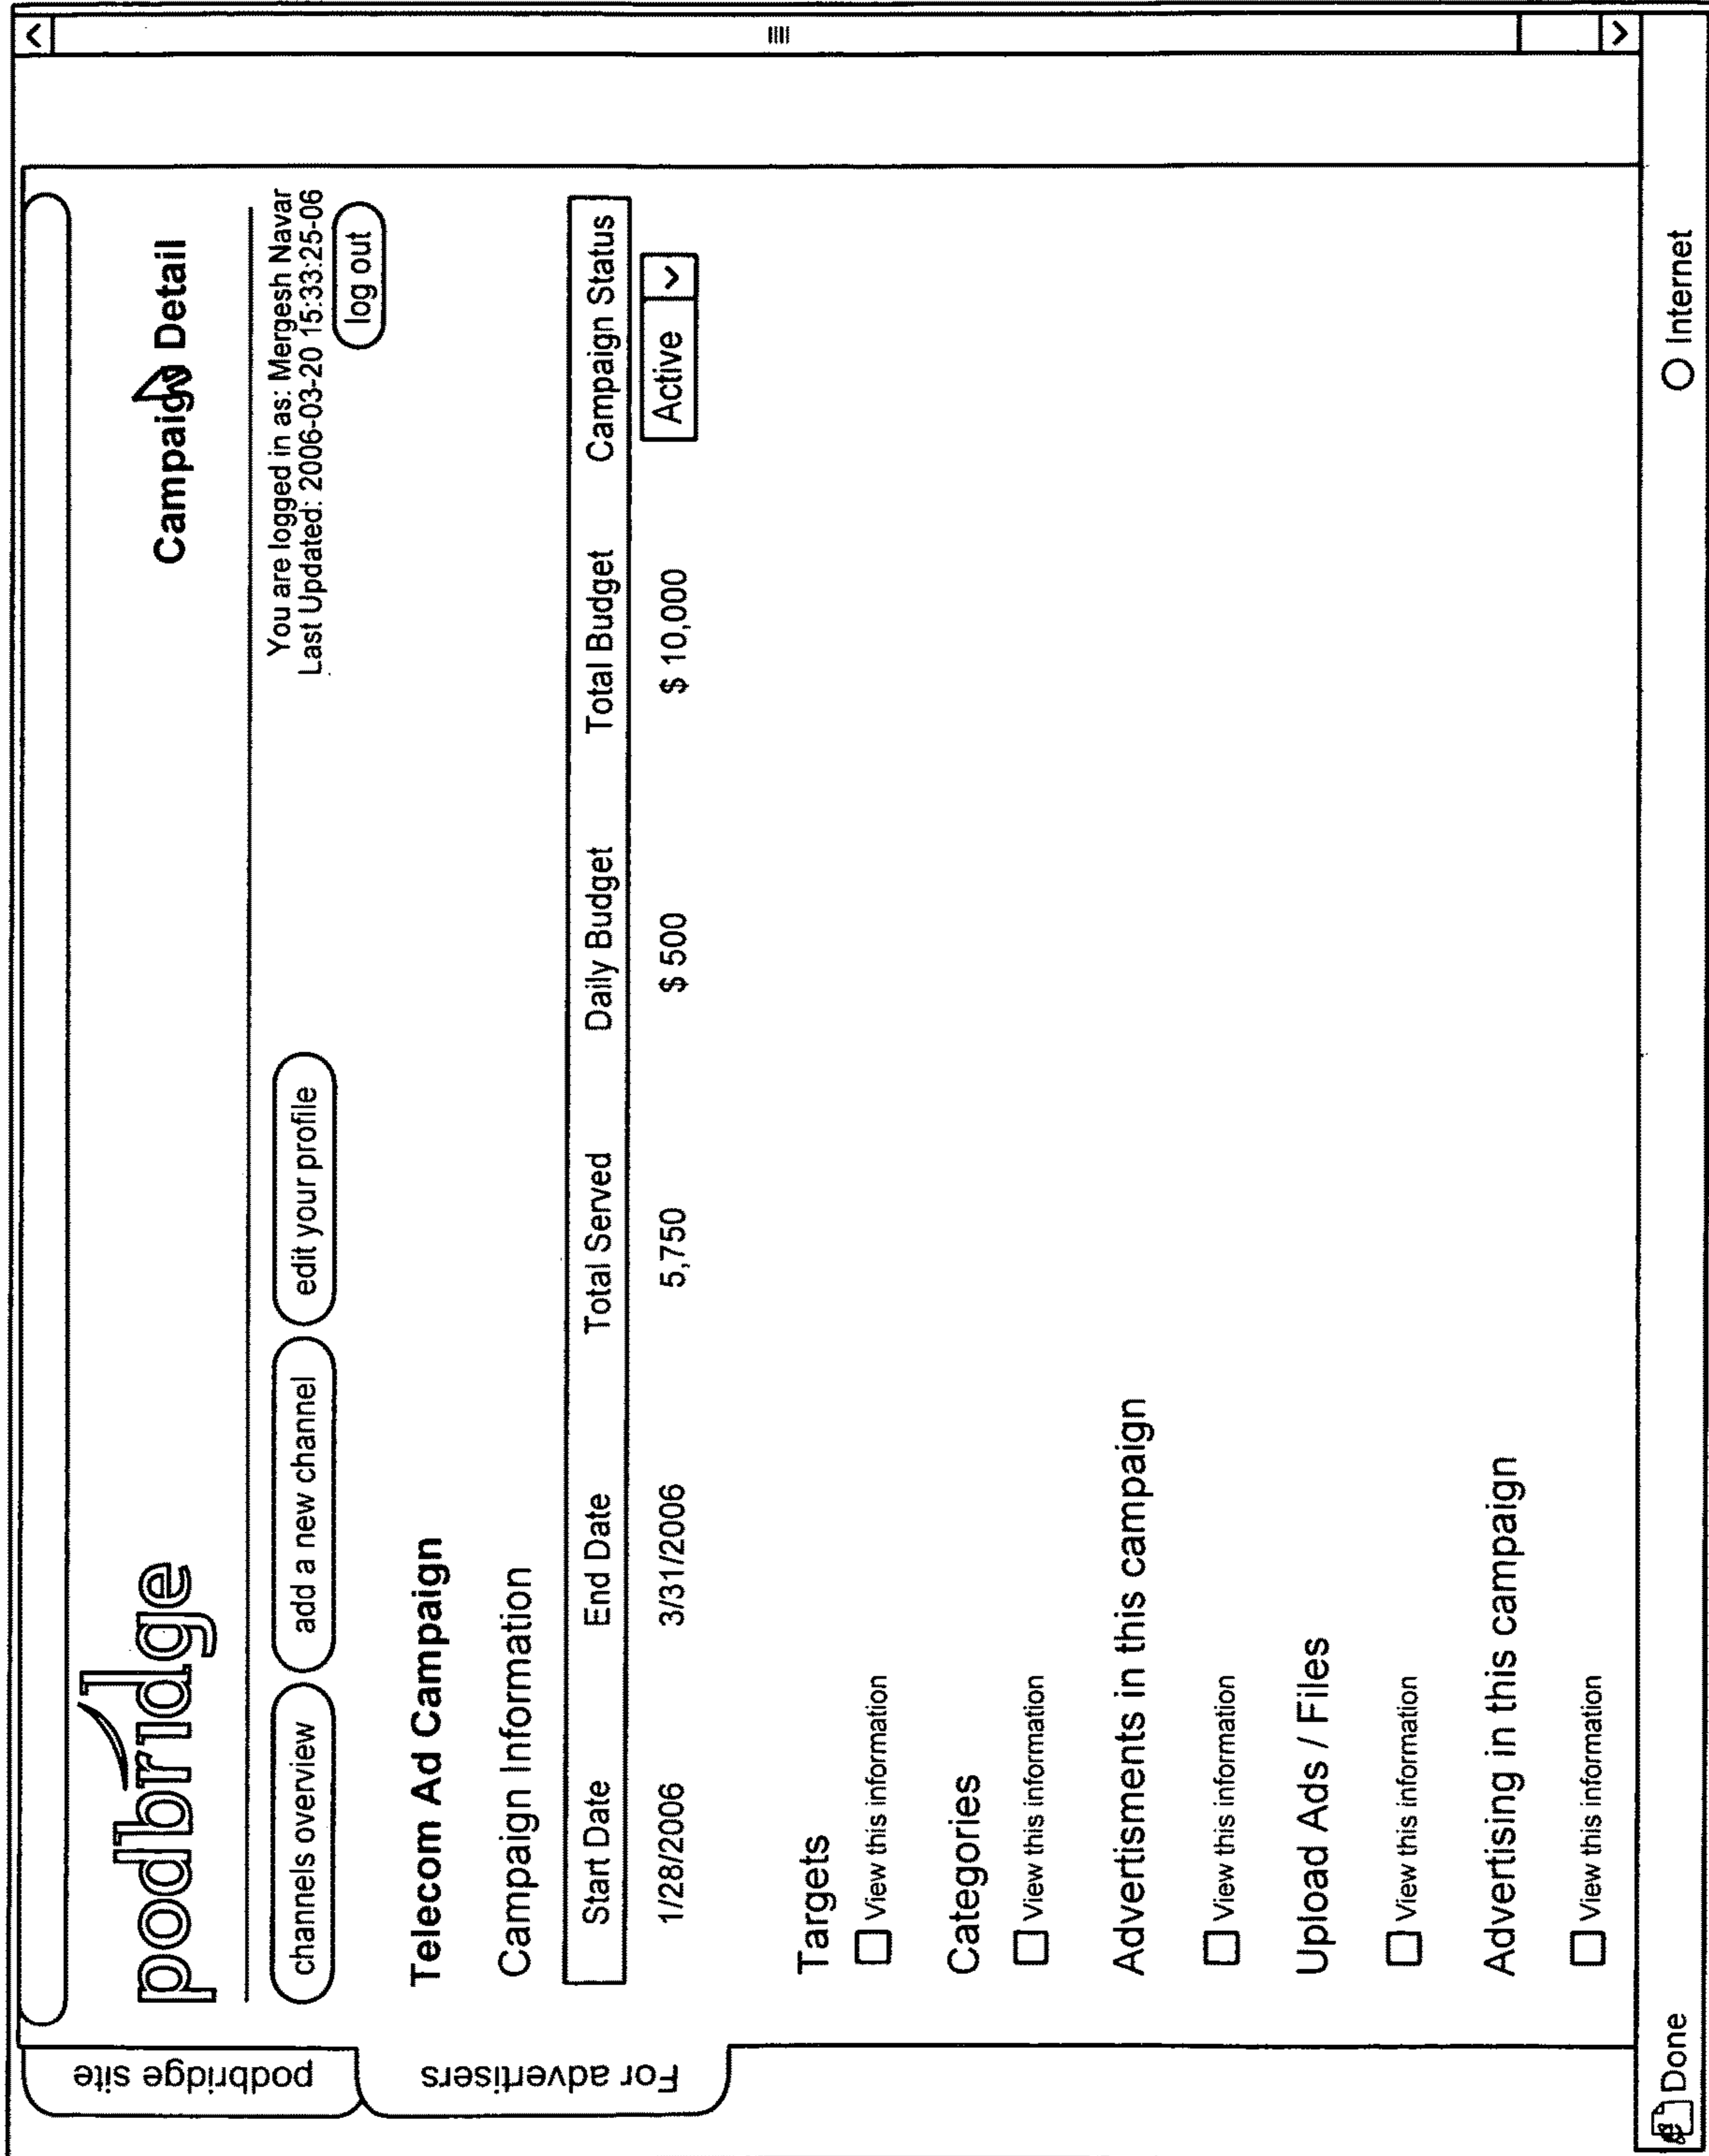 podbridge site
For advertisers
podbridge
Campaign Detail
You are logged in as: Mergesh Navar
Last Updated: 2006-03-20 15:33:25-06
channels overview
add a new channel
edit your profile
log out
Telecom Ad Campaign
Campaign Information
Start Date End Date Total Served Daily Budget Total Budget Campaign Status
1/28/2006 3/31/2006 5,750 $ 500 $ 10,000 Active
Targets
View this information
Categories
View this information
Advertisments in this campaign
View this information
Upload Ads / Files
View this information
Advertising in this campaign
View this information
Done Internet